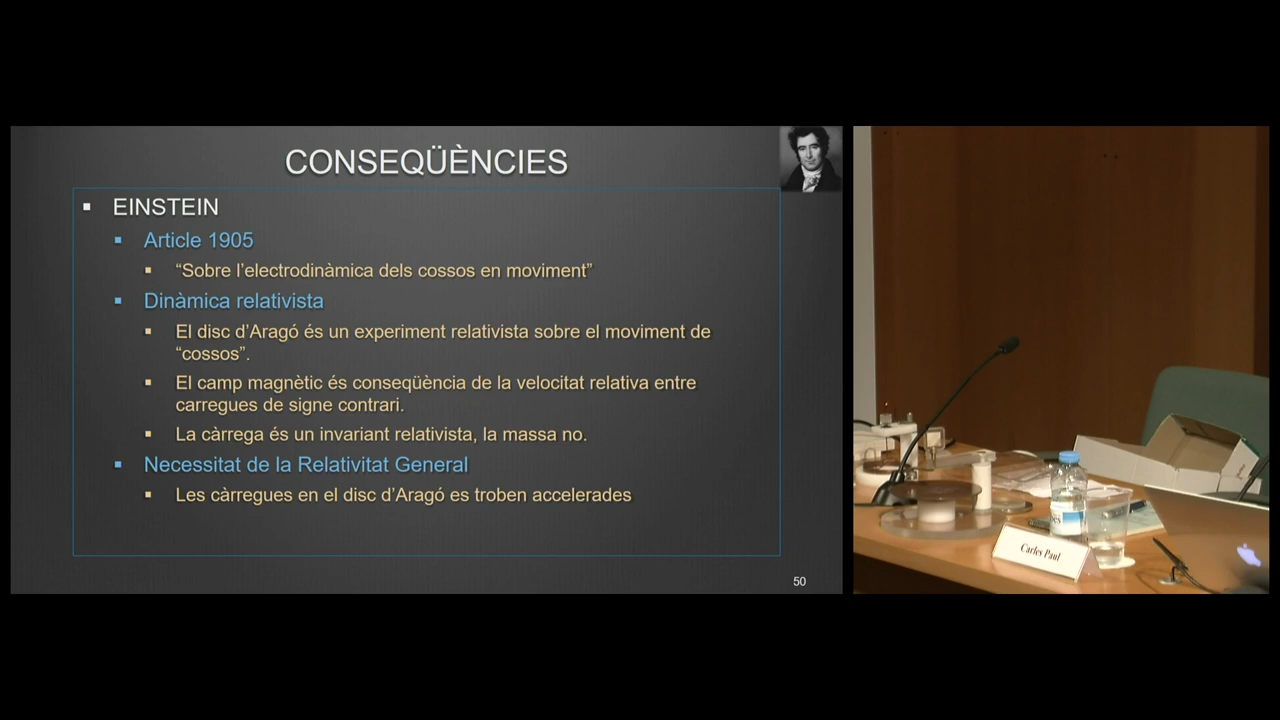 CONSEQÜÈNCIES
EINSTEIN
Article 1905
“Sobre l’electrodinàmica dels cossos en moviment”
Dinàmica relativista
El disc d’Aragó és un experiment relativista sobre el moviment de
“cossos”.
El camp magnètic és conseqüència de la velocitat relativa entre
carregues de signe contrari.
La càrrega és un invariant relativista, la massa no.
Necessitat de la Relativitat General
Les càrregues en el disc d’Aragó es troben accelerades
50
Carles Paul